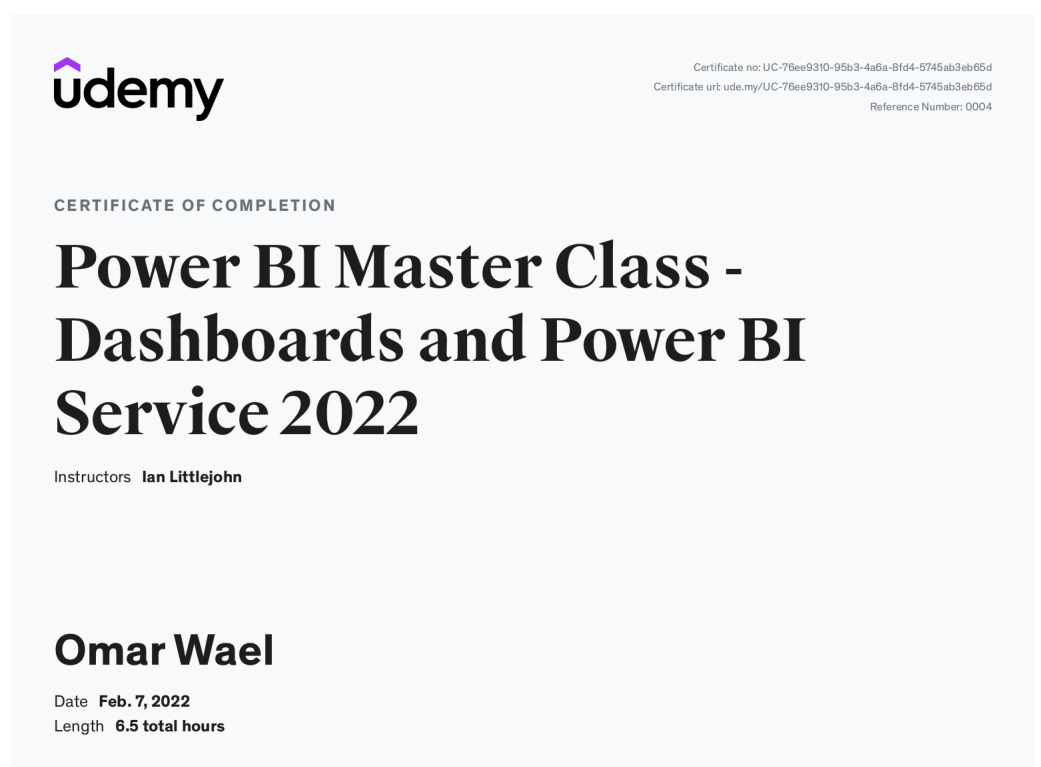 udemy
Certificate no: UC-76ee9310-95b3-4a6a-8fd4-5745ab3eb65d
Certificate url: ude.my/UC-76ee9310-95b3-4a6a-8fd4-5745ab3eb65d
Reference Number: 0004
CERTIFICATE OF COMPLETION
Power BI Master Class -
Dashboards and Power BI
Service 2022
Instructors Ian Littlejohn
Omar Wael
Date Feb. 7, 2022
Length 6.5 total hours